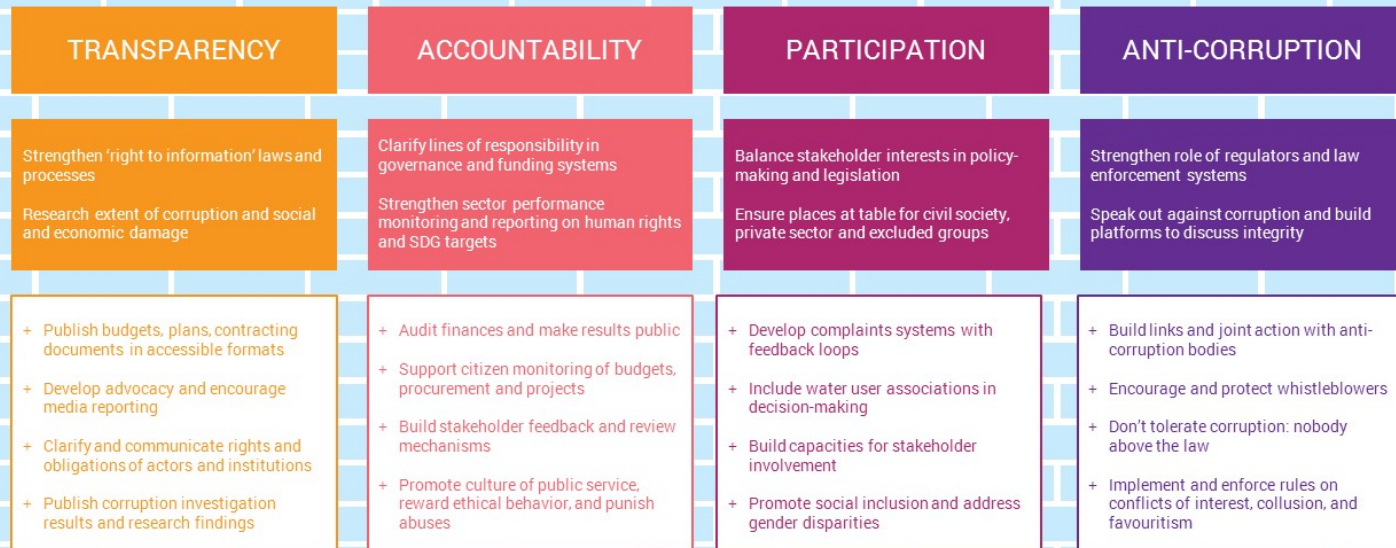 TRANSPARENCY
Strengthen ‘right to information’ laws and
processes
Research extent of corruption and social
and economic damage
+ Publish budgets, plans, contracting
documents in accessible formats
+ Develop advocacy and encourage
media reporting
+ Clarify and communicate rights and
obligations of actors and institutions
+ Publish corruption investigation
results and research findings
ACCOUNTABILITY
Clarify lines of responsibility in
governance and funding systems
Strengthen sector performance
monitoring and reporting on human rights
and SDG targets
+ Audit finances and make results public
+ Support citizen monitoring of budgets,
procurement and projects
+ Build stakeholder feedback and review
mechanisms
+ Promote culture of public service,
reward ethical behavior, and punish
abuses
PARTICIPATION
Balance stakeholder interests in policy-
making and legislation
Ensure places at table for civil society,
private sector and excluded groups
+ Develop complaints systems with
feedback loops
+ Include water user associations in
decision-making
+ Build capacities for stakeholder
involvement
+ Promote social inclusion and address
gender disparities
ANTI-CORRUPTION
Strengthen role of regulators and law
enforcement systems
Speak out against corruption and build
platforms to discuss integrity
+ Build links and joint action with anti-
corruption bodies
+ Encourage and protect whistleblowers
+ Don’t tolerate corruption: nobody
above the law
+ Implement and enforce rules on
conflicts of interest, collusion, and
favouritism